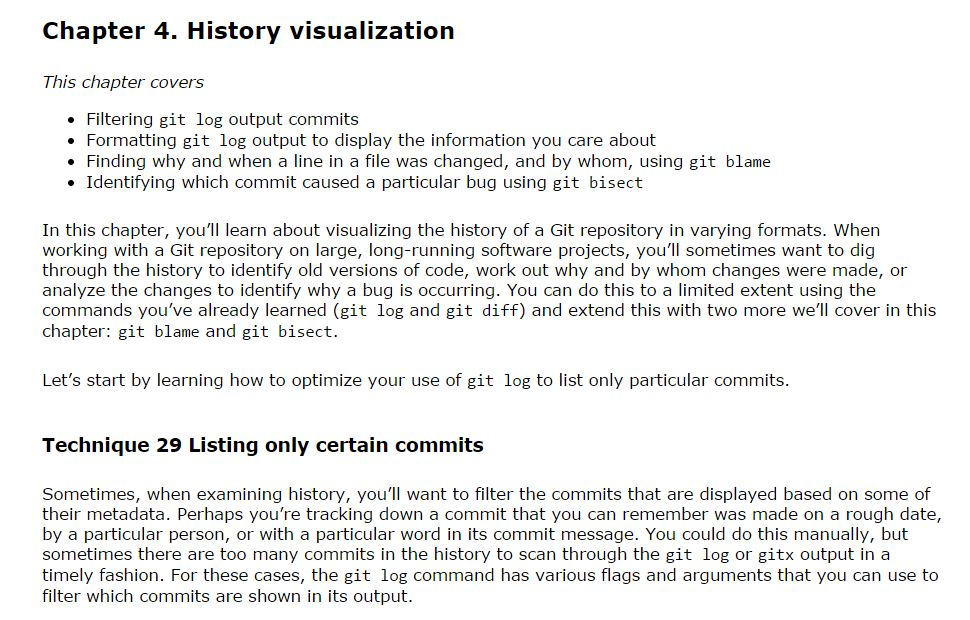 Chapter 4. History visualization
This chapter covers
• Filtering git log output commits
• Formatting git log output to display the information you care about
• Finding why and when a line in a file was changed, and by whom, using git blame
• Identifying which commit caused a particular bug using git bisect
In this chapter, you’ll learn about visualizing the history of a Git repository in varying formats. When
working with a Git repository on large, long-running software projects, you’ll sometimes want to dig
through the history to identify old versions of code, work out why and by whom changes were made, or
analyze the changes to identify why a bug is occurring. You can do this to a limited extent using the
commands you’ve already learned (git log and git diff) and extend this with two more we’ll cover in this
chapter: git blame and git bisect.
Let’s start by learning how to optimize your use of git log to list only particular commits.
Technique 29 Listing only certain commits
Sometimes, when examining history, you’ll want to filter the commits that are displayed based on some of
their metadata. Perhaps you’re tracking down a commit that you can remember was made on a rough date,
by a particular person, or with a particular word in its commit message. You could do this manually, but
sometimes there are too many commits in the history to scan through the git log or gitx output in a
timely fashion. For these cases, the git log command has various flags and arguments that you can use to
filter which commits are shown in its output.